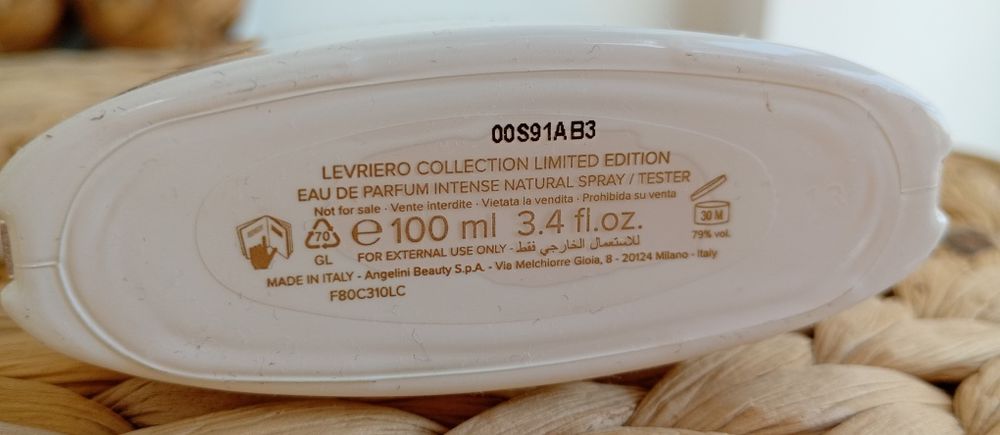 00S91AB3
LEVRIERO COLLECTION LIMITED EDITION
EAU DE PARFUM INTENSE NATURAL SPRAY / TESTER
Not for sale - Vente interdite - Vietata la vendita - Prohibida su venta
70 e 100 ml 3.4 fl.oz. 30 M
GL FOR EXTERNAL USE ONLY - للاستعمال الخارجي فقط 79% vol.
MADE IN ITALY - Angelini Beauty S.p.A. - Via Melchiorre Gioia, 8 - 20124 Milano - Italy
F80C310LC